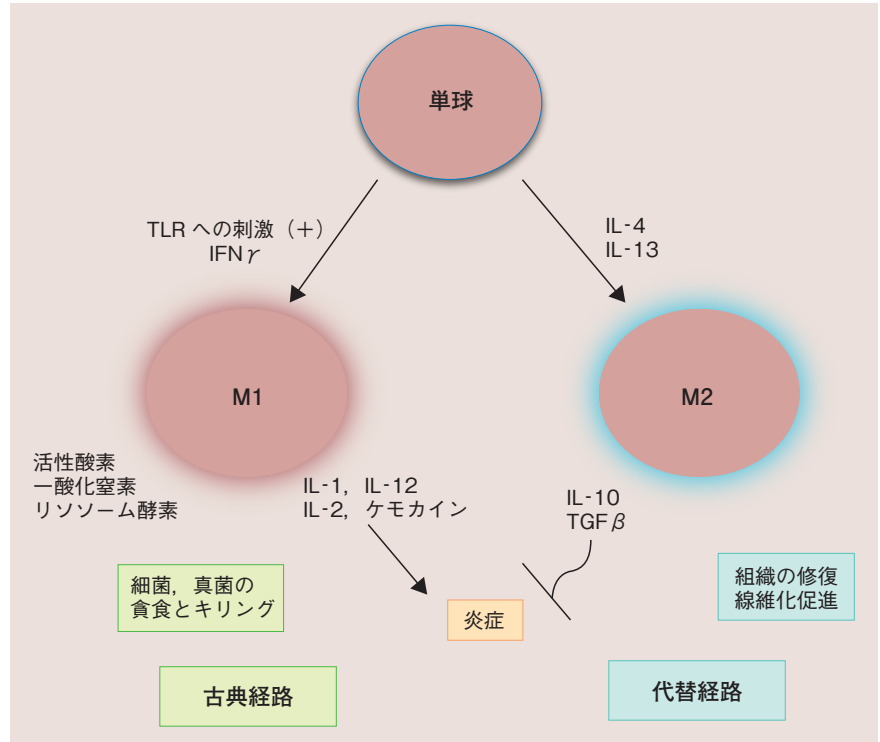 単球
TLR への刺激（＋）
IFNγ
IL-4
IL-13
M1
M2
活性酸素
一酸化窒素
リソソーム酵素
IL-1，IL-12
IL-2，ケモカイン
IL-10
TGFβ
細菌，真菌の
貪食とキリング
炎症
組織の修復
線維化促進
古典経路
代替経路